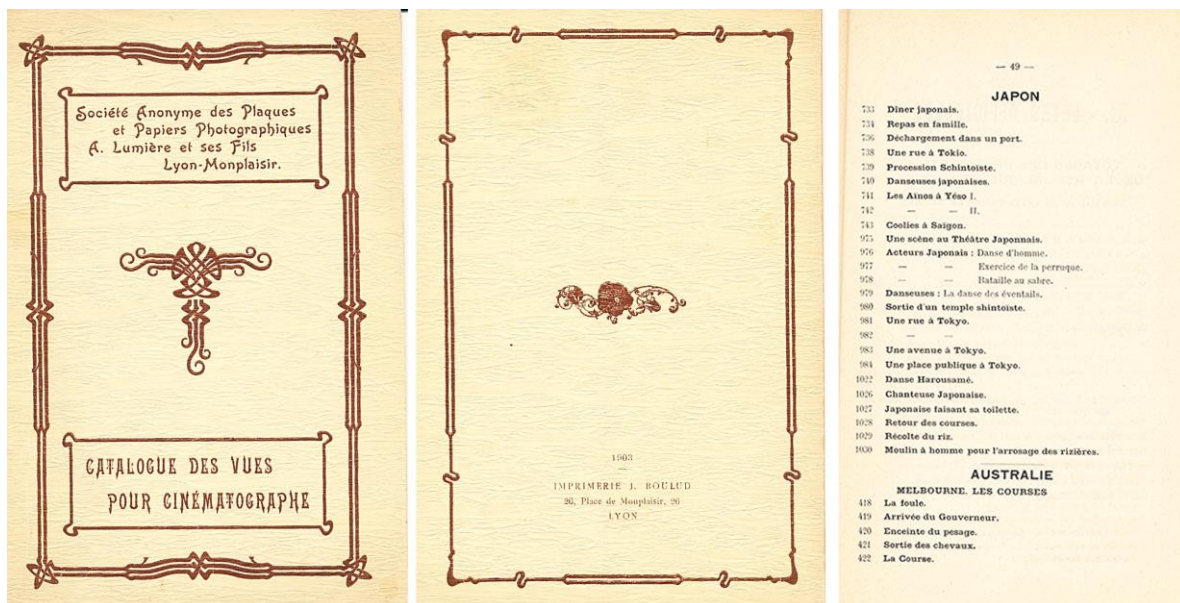 Société Anonyme des Plaques
et Papiers Photographiques
A. Lumière et ses Fils
Lyon-Monplaisir.
CATALOGUE DES VUES
POUR CINÉMATOGRAPHE
1903
IMPRIMERIE J. BOULUD
26, Place de Monplaisir, 26
LYON
— 49 —
JAPON
733 Dîner japonais.
734 Repas en famille.
736 Déchargement dans un port.
738 Une rue à Tokio.
739 Procession Schintoïste.
740 Danseuses japonaises.
741 Les Aïnos à Yéso I.
742 — — II.
743 Coolies à Saïgon.
975 Une scène au Théâtre Japonnais.
976 Acteurs Japonais : Danse d'homme.
977 — — Exercice de la perruque.
978 — — Bataille au sabre.
979 Danseuses : La danse des éventails.
980 Sortie d'un temple shintoïste.
981 Une rue à Tokyo.
982 — —
983 Une avenue à Tokyo.
984 Une place publique à Tokyo.
1022 Danse Harousamé.
1026 Chanteuse Japonaise.
1027 Japonaise faisant sa toilette.
1028 Retour des courses.
1029 Récolte du riz.
1030 Moulin à homme pour l'arrosage des rizières.
AUSTRALIE
MELBOURNE. LES COURSES
418 La foule.
419 Arrivée du Gouverneur.
420 Enceinte du pesage.
421 Sortie des chevaux.
422 La Course.